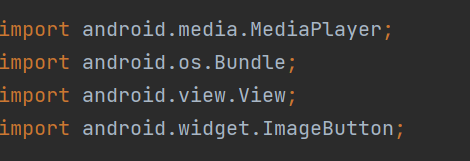 import android.media.MediaPlayer;
import android.os.Bundle;
import android.view.View;
import android.widget.ImageButton;